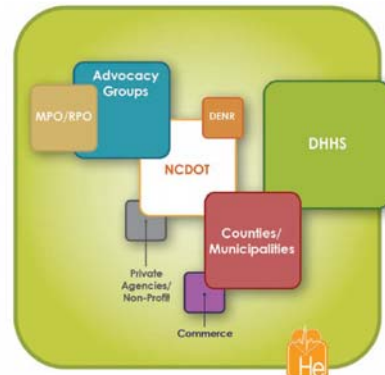 Advocacy
Groups
MPO/RPO
DENR
DHHS
NCDOT
Counties/
Municipalities
Private
Agencies/
Non-Profit
Commerce
He